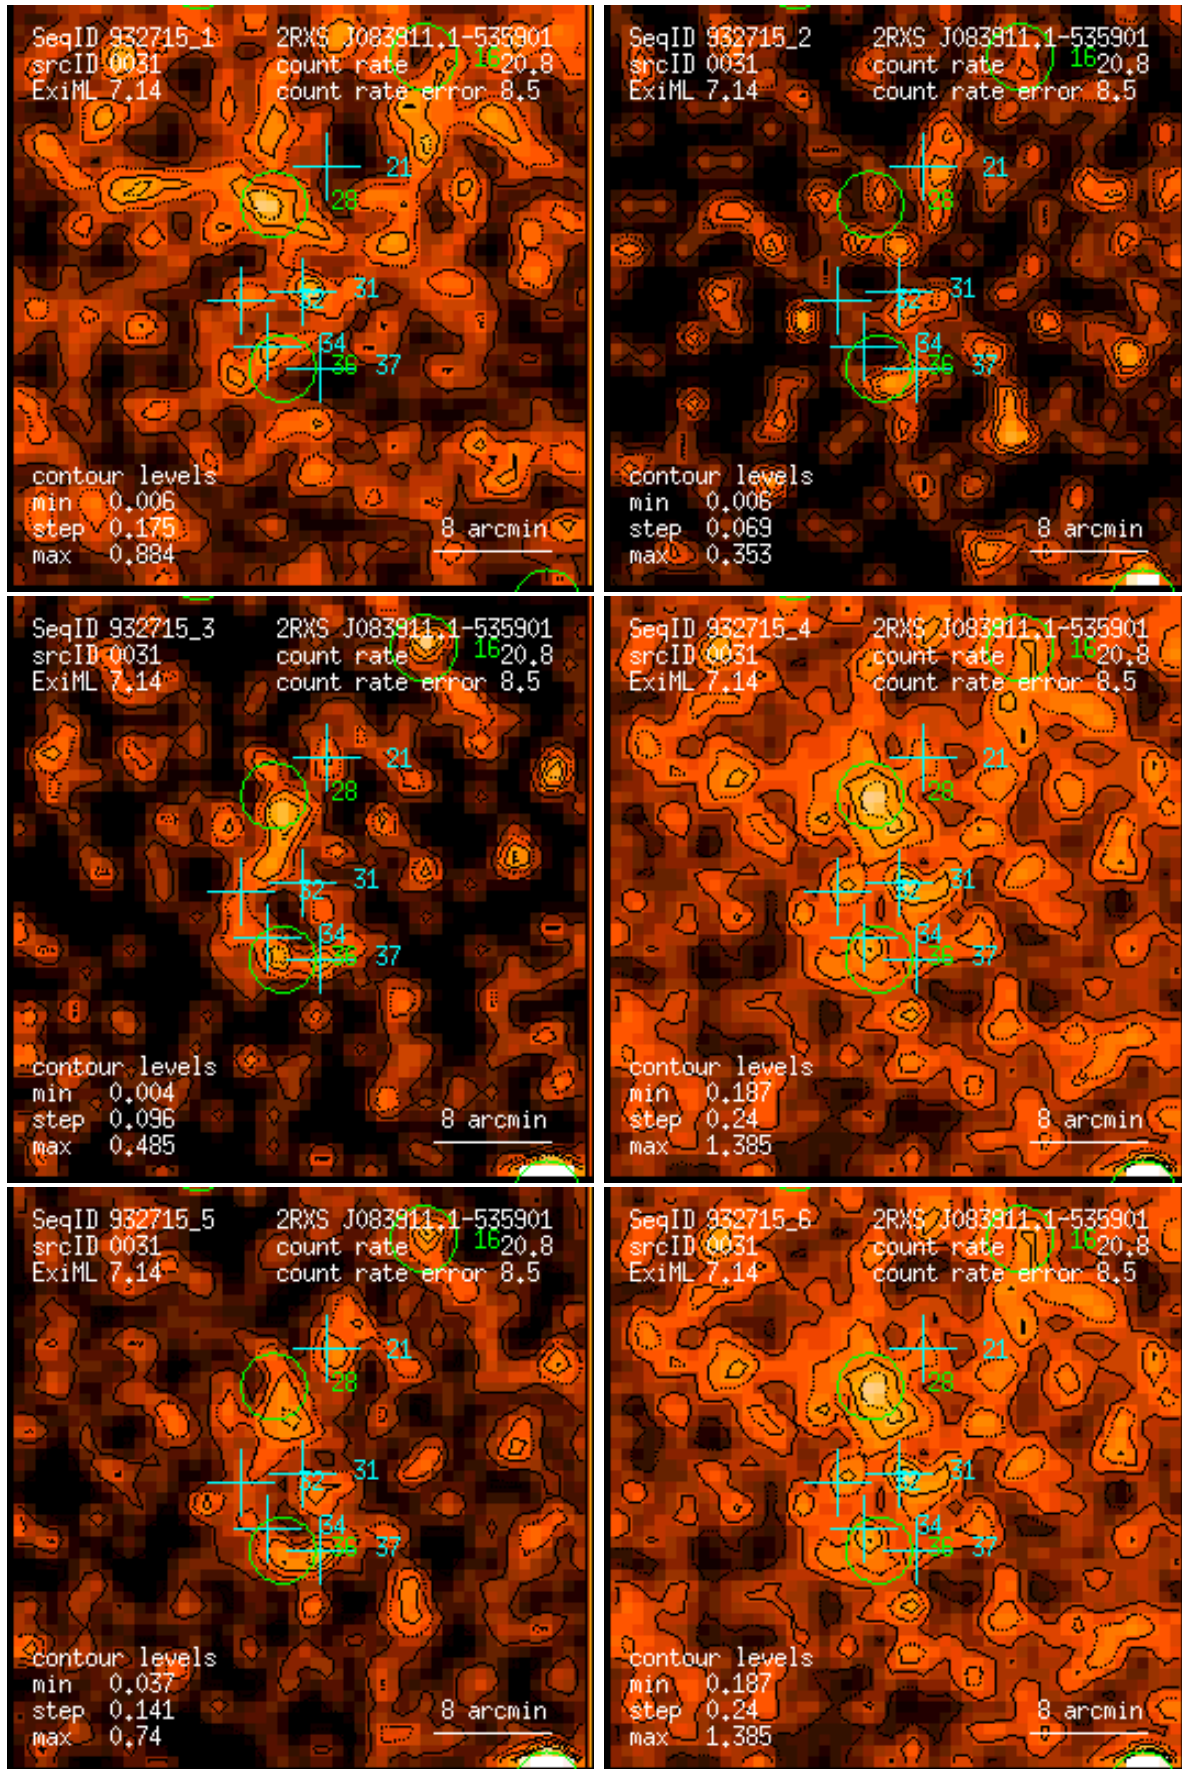 SeqID 932715_1 2RXS J083911.1-535901
srcID 0031 count rate 16 20.8
ExiML 7.14 count rate error 8.5
21
28
31
32
34
36 37
contour levels
min 0.006
step 0.175 8 arcmin
max 0.884
SeqID 932715_2 2RXS J083911.1-535901
srcID 0031 count rate 16 20.8
ExiML 7.14 count rate error 8.5
21
28
31
32
34
36 37
contour levels
min 0.006
step 0.069 8 arcmin
max 0.353
SeqID 932715_3 2RXS J083911.1-535901
srcID 0031 count rate 16 20.8
ExiML 7.14 count rate error 8.5
21
28
31
32
34
36 37
contour levels
min 0.004
step 0.096 8 arcmin
max 0.485
SeqID 932715_4 2RXS J083911.1-535901
srcID 0031 count rate 16 20.8
ExiML 7.14 count rate error 8.5
21
28
31
32
34
36 37
contour levels
min 0.187
step 0.24 8 arcmin
max 1.385
SeqID 932715_5 2RXS J083911.1-535901
srcID 0031 count rate 16 20.8
ExiML 7.14 count rate error 8.5
21
28
31
32
34
36 37
contour levels
min 0.037
step 0.141 8 arcmin
max 0.74
SeqID 932715_6 2RXS J083911.1-535901
srcID 0031 count rate 16 20.8
ExiML 7.14 count rate error 8.5
21
28
31
32
34
36 37
contour levels
min 0.187
step 0.24 8 arcmin
max 1.385